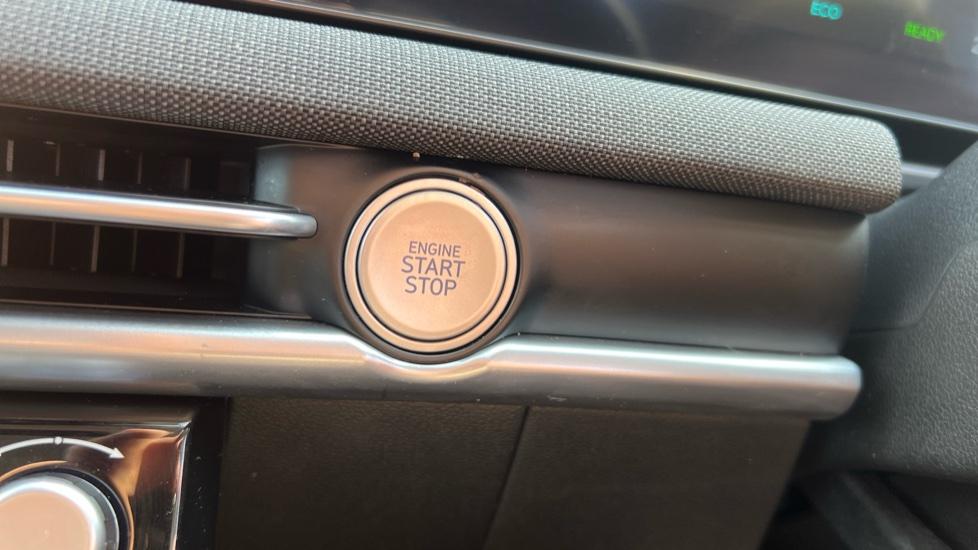 ECO
READY
ENGINE
START
STOP